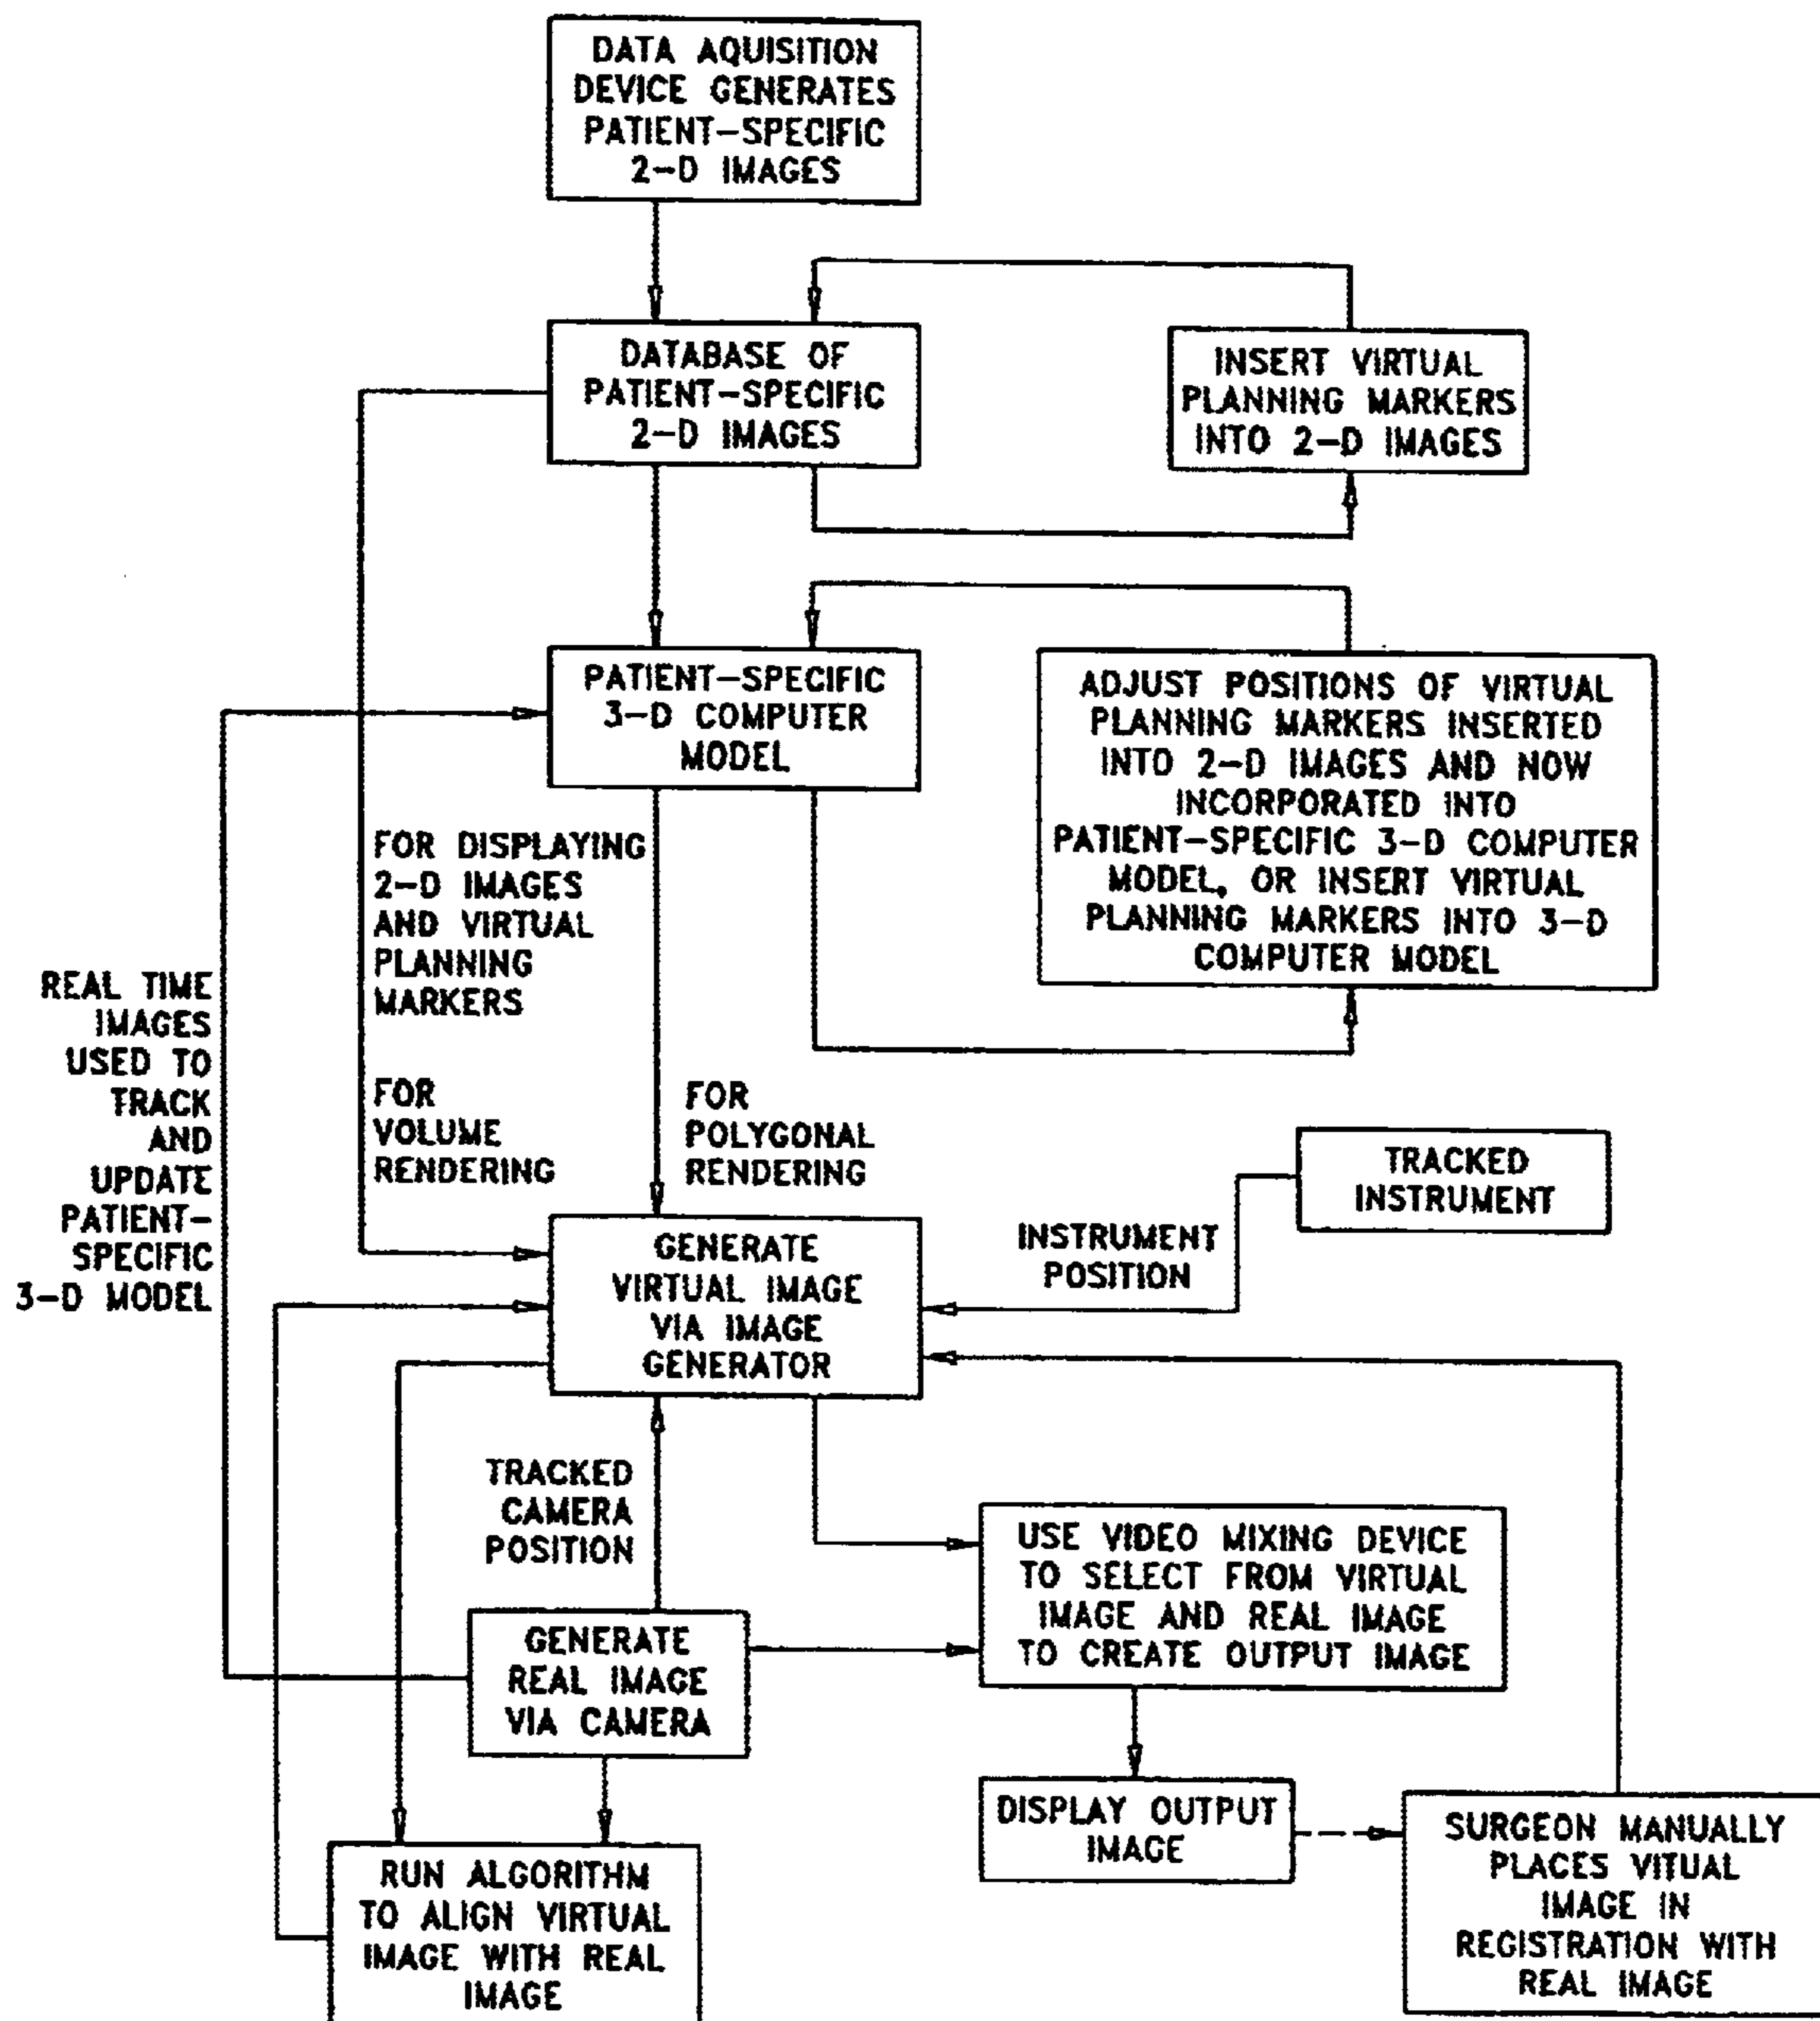 DATA AQUISITION
DEVICE GENERATES
PATIENT-SPECIFIC
2-D IMAGES
DATABASE OF
PATIENT-SPECIFIC
2-D IMAGES
INSERT VIRTUAL
PLANNING MARKERS
INTO 2-D IMAGES
PATIENT-SPECIFIC
3-D COMPUTER
MODEL
ADJUST POSITIONS OF VIRTUAL
PLANNING MARKERS INSERTED
INTO 2-D IMAGES AND NOW
INCORPORATED INTO
PATIENT-SPECIFIC 3-D COMPUTER
MODEL, OR INSERT VIRTUAL
PLANNING MARKERS INTO 3-D
COMPUTER MODEL
FOR DISPLAYING
2-D IMAGES
AND VIRTUAL
PLANNING
MARKERS
REAL TIME
IMAGES
USED TO
TRACK
AND
UPDATE
PATIENT-
SPECIFIC
3-D MODEL
FOR
VOLUME
RENDERING
FOR
POLYGONAL
RENDERING
TRACKED
INSTRUMENT
INSTRUMENT
POSITION
GENERATE
VIRTUAL IMAGE
VIA IMAGE
GENERATOR
TRACKED
CAMERA
POSITION
USE VIDEO MIXING DEVICE
TO SELECT FROM VIRTUAL
IMAGE AND REAL IMAGE
TO CREATE OUTPUT IMAGE
GENERATE
REAL IMAGE
VIA CAMERA
DISPLAY OUTPUT
IMAGE
SURGEON MANUALLY
PLACES VITUAL
IMAGE IN
REGISTRATION WITH
REAL IMAGE
RUN ALGORITHM
TO ALIGN VIRTUAL
IMAGE WITH REAL
IMAGE